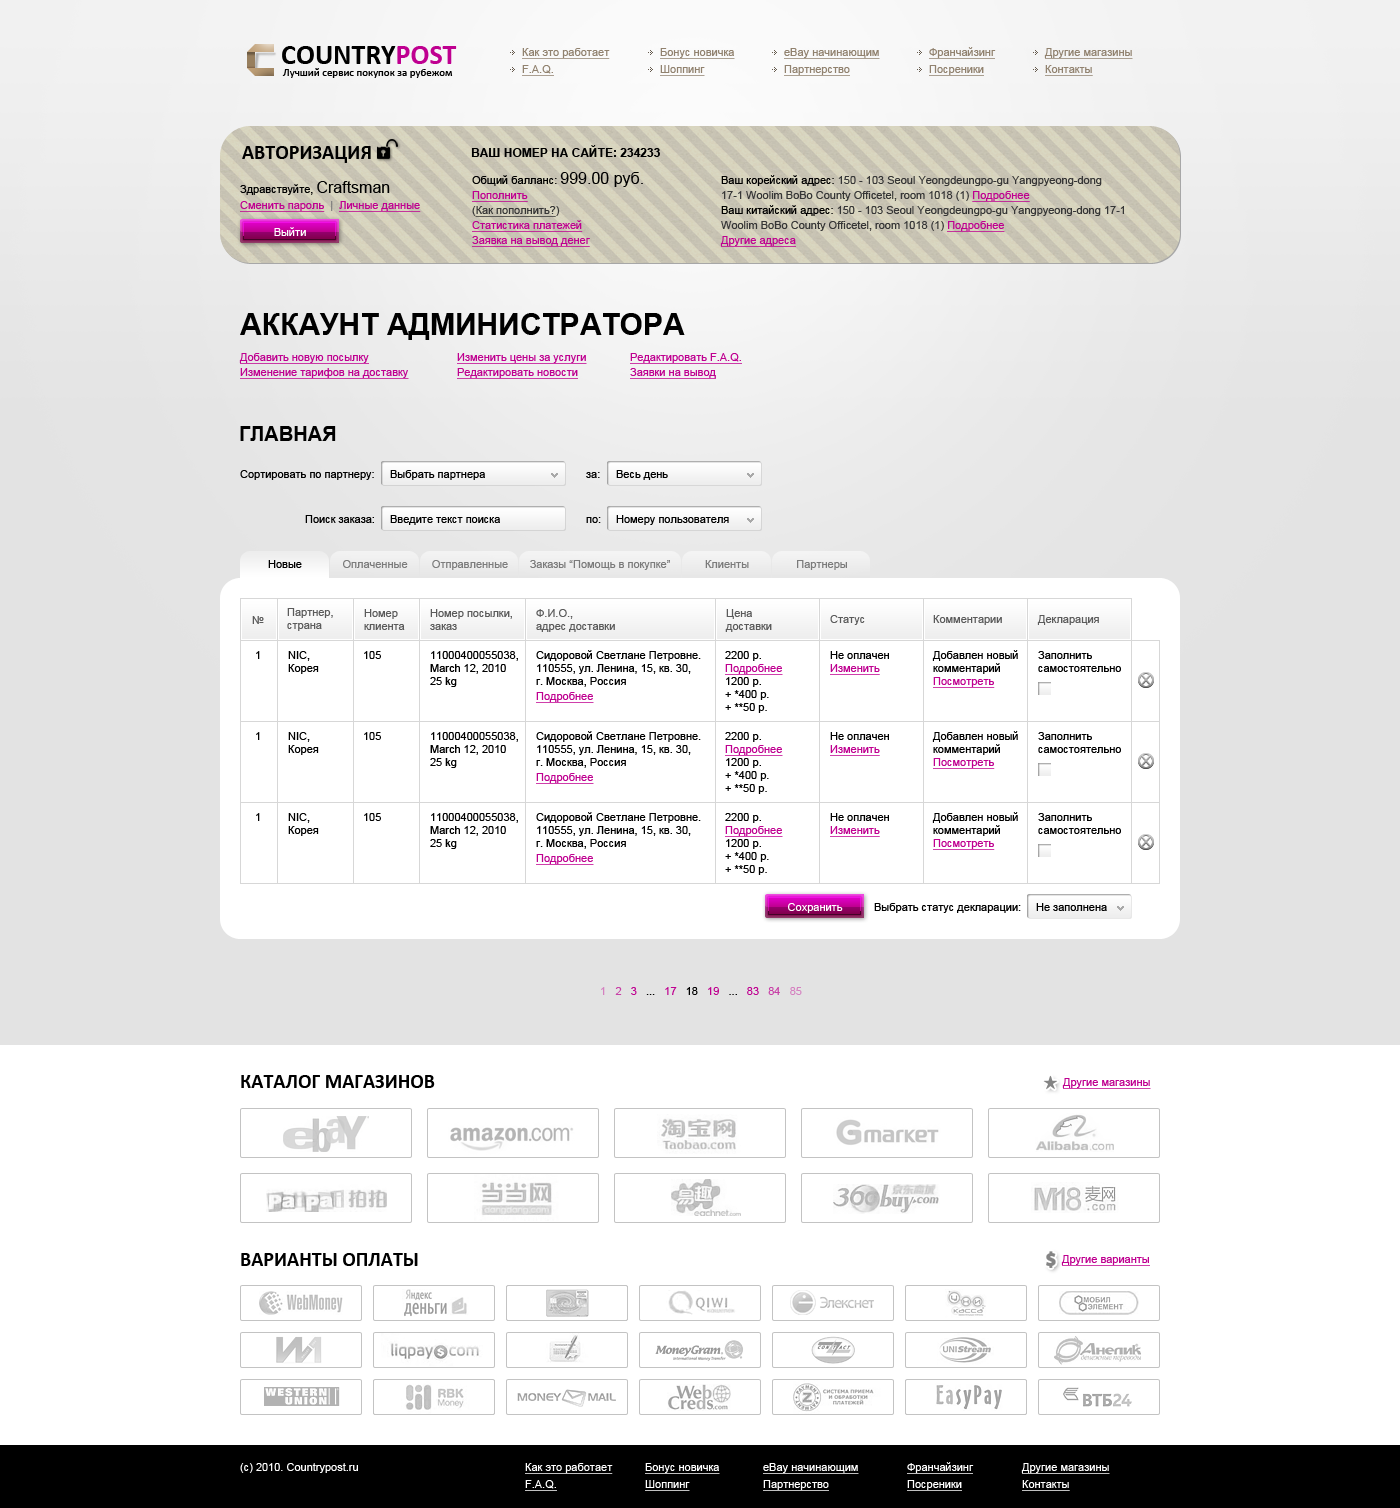 COUNTRYPOST
Лучший сервис покупок за рубежом
Как это работает
F.A.Q.
Бонус новичка
Шоппинг
eBay начинающим
Партнерство
Франчайзинг
Посреники
Другие магазины
Контакты
АВТОРИЗАЦИЯ
Здравствуйте, Craftsman
Сменить пароль | Личные данные
Выйти
ВАШ НОМЕР НА САЙТЕ: 234233
Общий балланс: 999.00 руб.
Пополнить
(Как пополнить?)
Статистика платежей
Заявка на вывод денег
Ваш корейский адрес: 150 - 103 Seoul Yeongdeungpo-gu Yangpyeong-dong
17-1 Woolim BoBo County Officetel, room 1018 (1) Подробнее
Ваш китайский адрес: 150 - 103 Seoul Yeongdeungpo-gu Yangpyeong-dong 17-1
Woolim BoBo County Officetel, room 1018 (1) Подробнее
Другие адреса
АККАУНТ АДМИНИСТРАТОРА
Добавить новую посылку
Изменение тарифов на доставку
Изменить цены за услуги
Редактировать новости
Редактировать F.A.Q.
Заявки на вывод
ГЛАВНАЯ
Сортировать по партнеру: Выбрать партнера за: Весь день
Поиск заказа: Введите текст поиска по: Номеру пользователя
Новые Оплаченные Отправленные Заказы “Помощь в покупке” Клиенты Партнеры
№
Партнер,
страна
Номер
клиента
Номер посылки,
заказ
Ф.И.О.,
адрес доставки
Цена
доставки
Статус
Комментарии
Декларация
1
NIC,
Корея
105
11000400055038,
March 12, 2010
25 kg
Сидоровой Светлане Петровне.
110555, ул. Ленина, 15, кв. 30,
г. Москва, Россия
Подробнее
2200 р.
Подробнее
1200 р.
+ *400 р.
+ **50 р.
Не оплачен
Изменить
Добавлен новый
комментарий
Посмотреть
Заполнить
самостоятельно
1
NIC,
Корея
105
11000400055038,
March 12, 2010
25 kg
Сидоровой Светлане Петровне.
110555, ул. Ленина, 15, кв. 30,
г. Москва, Россия
Подробнее
2200 р.
Подробнее
1200 р.
+ *400 р.
+ **50 р.
Не оплачен
Изменить
Добавлен новый
комментарий
Посмотреть
Заполнить
самостоятельно
1
NIC,
Корея
105
11000400055038,
March 12, 2010
25 kg
Сидоровой Светлане Петровне.
110555, ул. Ленина, 15, кв. 30,
г. Москва, Россия
Подробнее
2200 р.
Подробнее
1200 р.
+ *400 р.
+ **50 р.
Не оплачен
Изменить
Добавлен новый
комментарий
Посмотреть
Заполнить
самостоятельно
Сохранить Выбрать статус декларации: Не заполнена
1 2 3 ... 17 18 19 ... 83 84 85
КАТАЛОГ МАГАЗИНОВ
Другие магазины
ebaY
amazon.com
淘宝网
Taobao.com
Gmarket
Alibaba.com
PaiPai 拍拍
当当网
dangdang.com
易趣
eachnet.com
京东商城
360buy.com
M18 麦网
.com
ВАРИАНТЫ ОПЛАТЫ
Другие варианты
WebMoney
Яндекс
деньги
QIWI
Элекснет
КАССА
МОБИЛ
ЭЛЕМЕНТ
liqpay.com
MoneyGram.
International Money Transfer
CONTACT
UNIStream
Анелик
денежные переводы
WESTERN
UNION
RBK
Money
MONEY MAIL
Web
Creds.com
СИСТЕМА ПРИЕМА
И ОБРАБОТКИ
ПЛАТЕЖЕЙ
EasyPay
ВТБ24
(c) 2010. Countrypost.ru
Как это работает
F.A.Q.
Бонус новичка
Шоппинг
eBay начинающим
Партнерство
Франчайзинг
Посреники
Другие магазины
Контакты